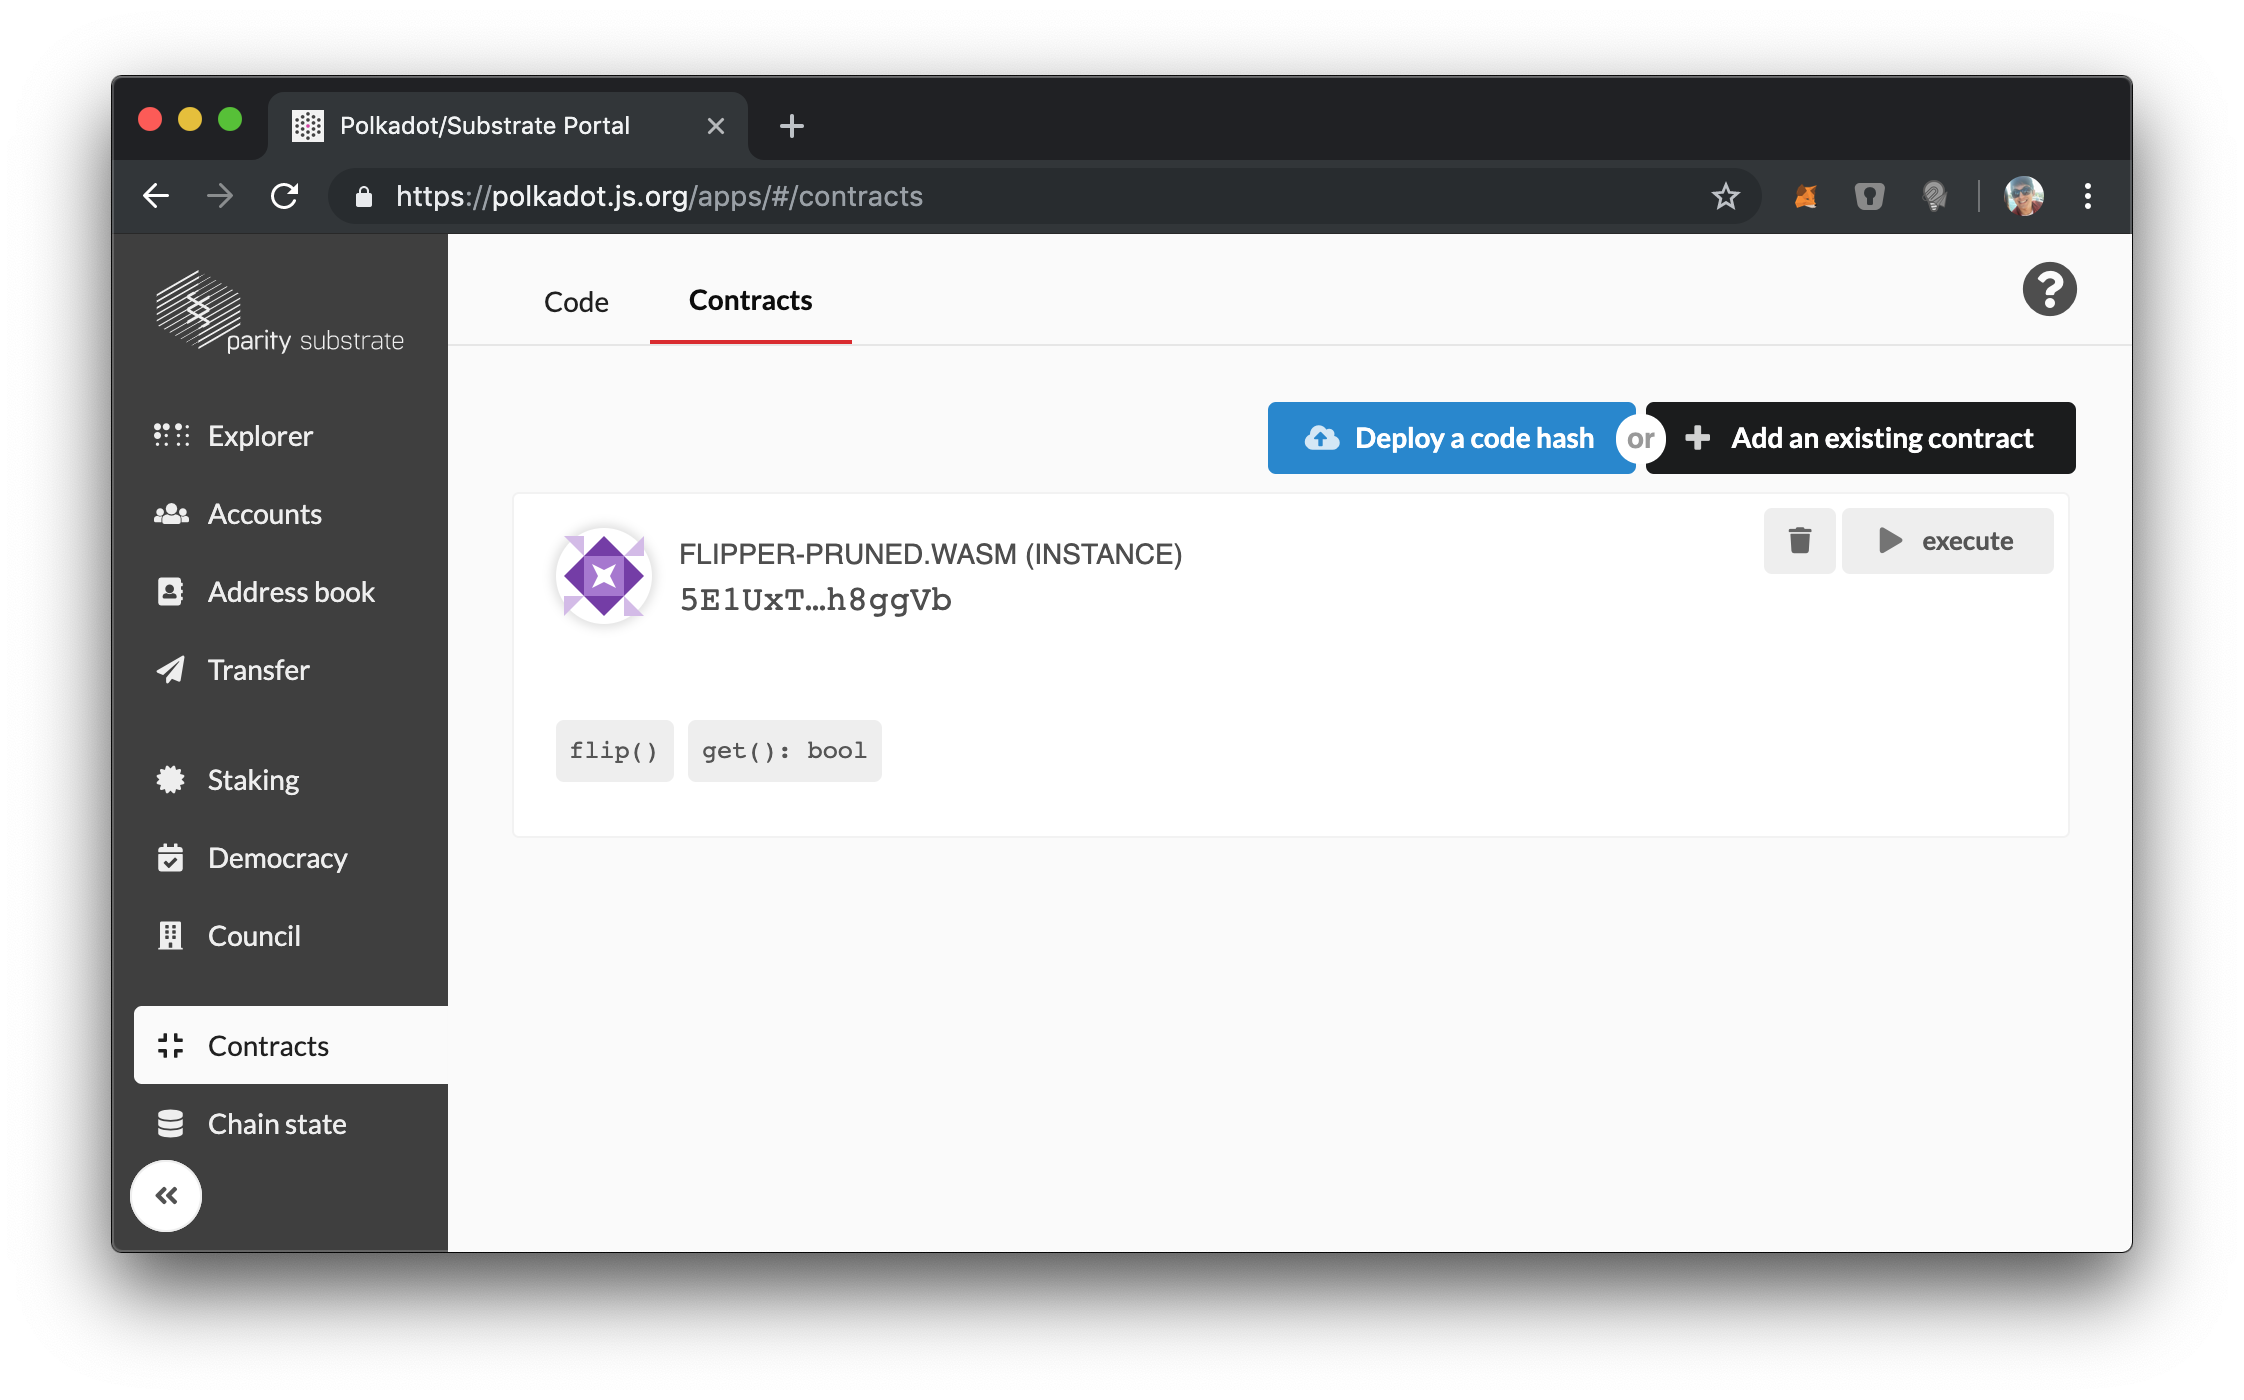 Polkadot/Substrate Portal
https://polkadot.js.org/apps/#/contracts
parity substrate
Explorer
Accounts
Address book
Transfer
Staking
Democracy
Council
Contracts
Chain state
Code
Contracts
Deploy a code hash
or
Add an existing contract
FLIPPER-PRUNED.WASM (INSTANCE)
5E1UxT…h8ggVb
execute
flip()
get(): bool